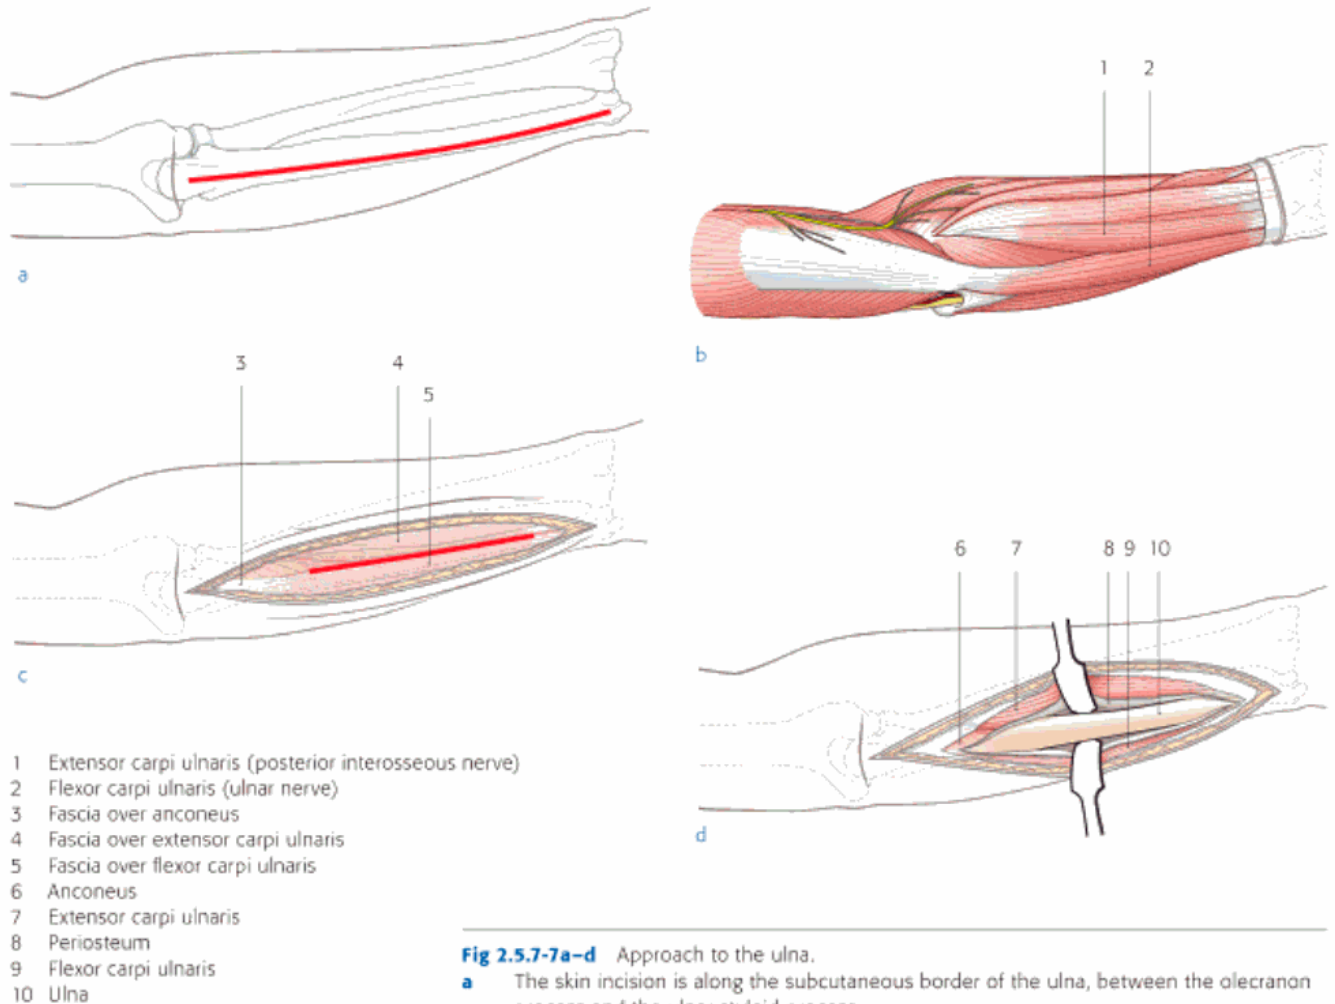 1 2
a
b
3 4
5
c
6 7 8 9 10
d
1 Extensor carpi ulnaris (posterior interosseous nerve)
2 Flexor carpi ulnaris (ulnar nerve)
3 Fascia over anconeus
4 Fascia over extensor carpi ulnaris
5 Fascia over flexor carpi ulnaris
6 Anconeus
7 Extensor carpi ulnaris
8 Periosteum
9 Flexor carpi ulnaris
10 Ulna
Fig 2.5.7-7a–d Approach to the ulna.
a The skin incision is along the subcutaneous border of the ulna, between the olecranon